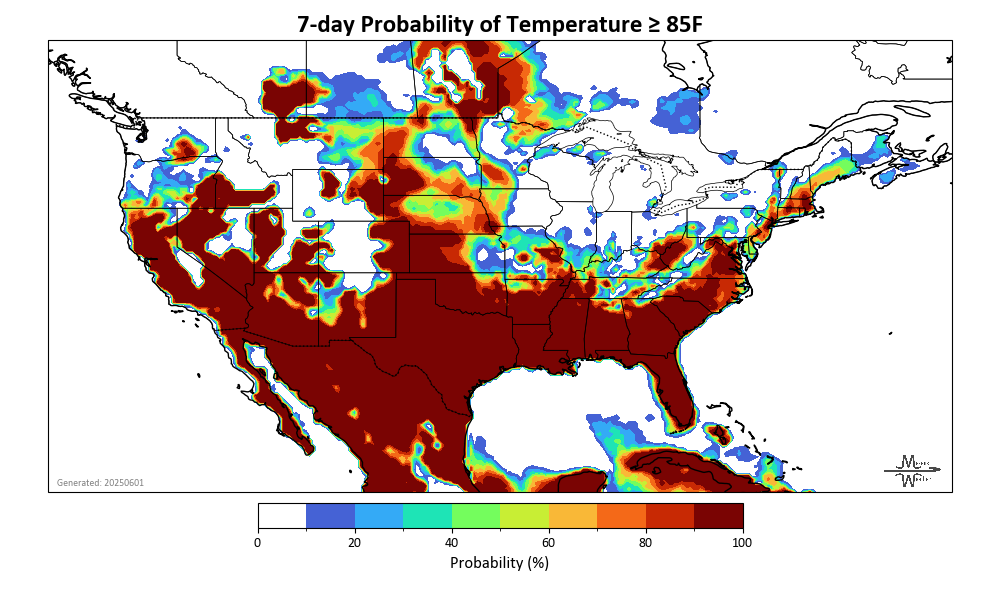 7-day Probability of Temperature ≥ 85F
Generated: 20250601
0 20 40 60 80 100
Probability (%)